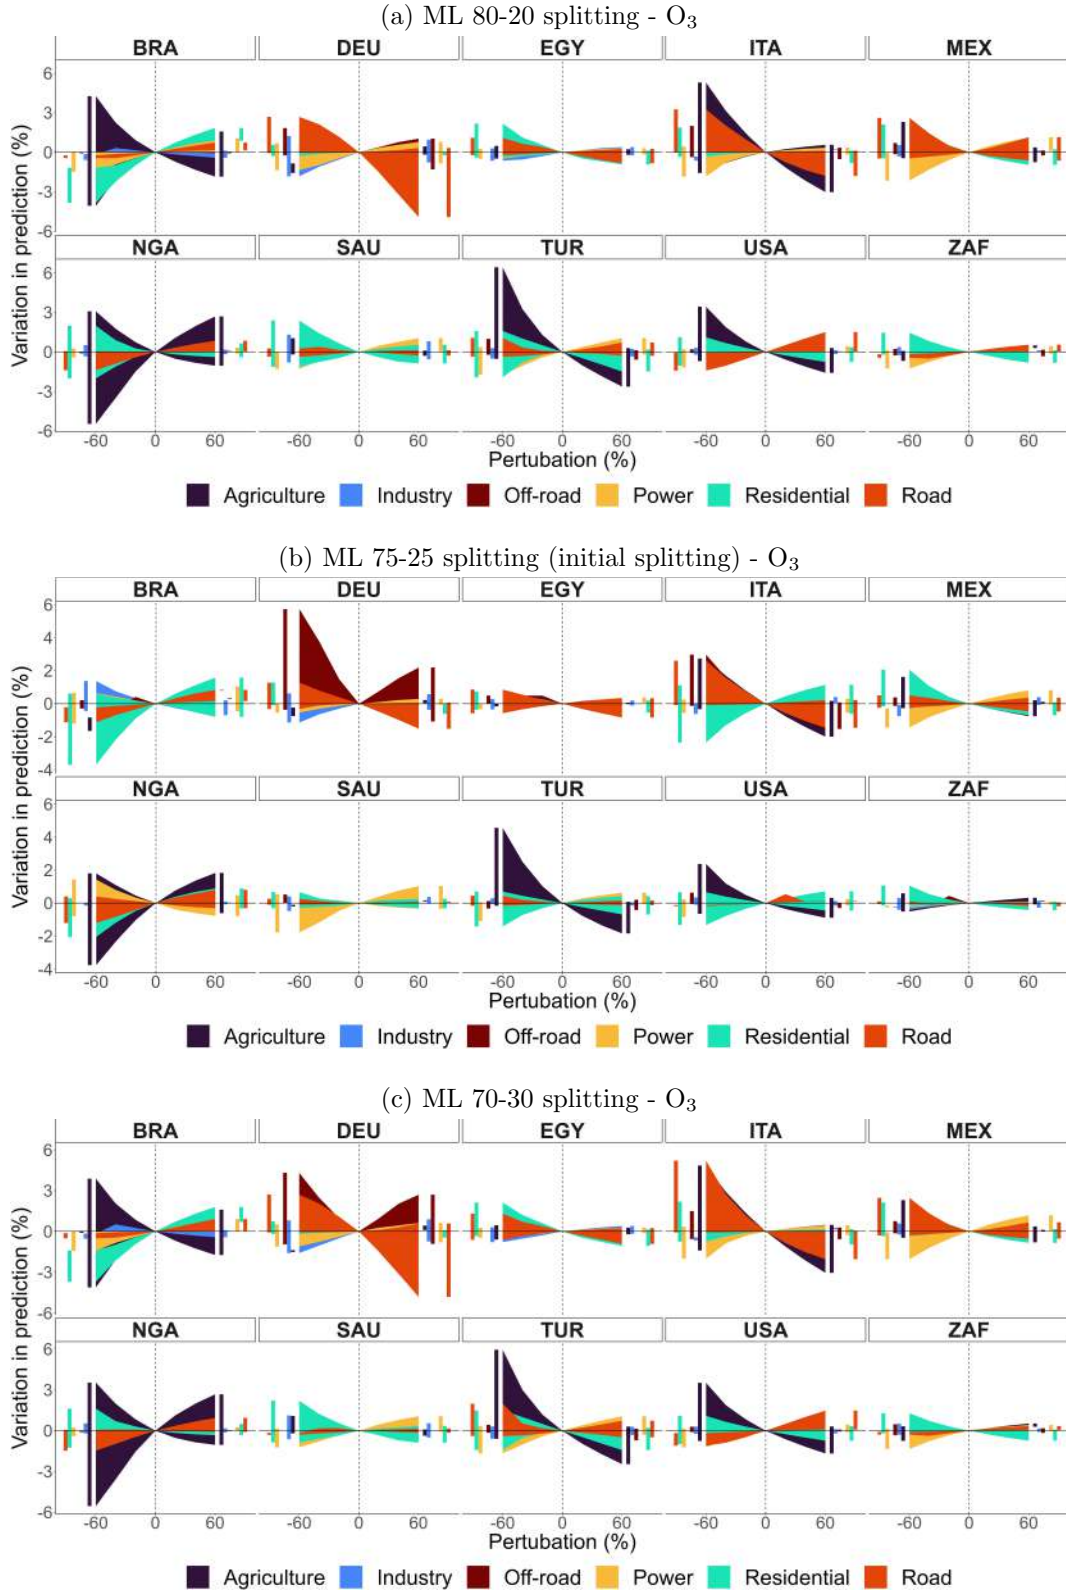 (a) ML 80-20 splitting - O3
BRA DEU EGY ITA MEX
6
3
0
-3
-6
NGA SAU TUR USA ZAF
6
3
0
-3
-6
Variation in prediction (%)
-60 0 60 -60 0 60 -60 0 60 -60 0 60 -60 0 60
Pertubation (%)
Agriculture Industry Off-road Power Residential Road
(b) ML 75-25 splitting (initial splitting) - O3
BRA DEU EGY ITA MEX
6
4
2
0
-2
-4
NGA SAU TUR USA ZAF
6
4
2
0
-2
-4
Variation in prediction (%)
-60 0 60 -60 0 60 -60 0 60 -60 0 60 -60 0 60
Pertubation (%)
Agriculture Industry Off-road Power Residential Road
(c) ML 70-30 splitting - O3
BRA DEU EGY ITA MEX
6
3
0
-3
-6
NGA SAU TUR USA ZAF
6
3
0
-3
-6
Variation in prediction (%)
-60 0 60 -60 0 60 -60 0 60 -60 0 60 -60 0 60
Pertubation (%)
Agriculture Industry Off-road Power Residential Road